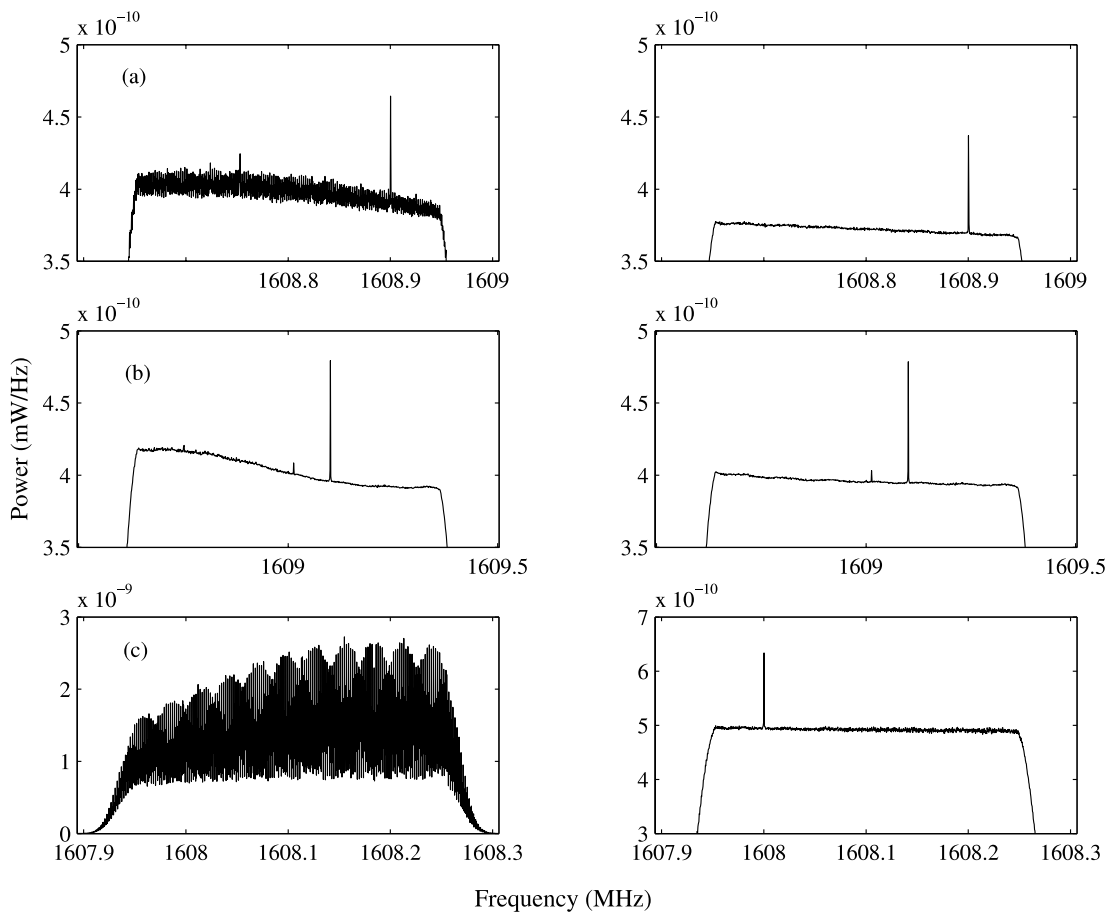 x 10⁻¹⁰ x 10⁻¹⁰
5 5
(a)
4.5 4.5
4 4
3.5 3.5
1608.8 1608.9 1609 1608.8 1608.9 1609
x 10⁻¹⁰ x 10⁻¹⁰
5 5
(b)
4.5 4.5
4 4
3.5 3.5
1609 1609.5 1609 1609.5
Power (mW/Hz)
x 10⁻⁹ x 10⁻¹⁰
3 7
(c)
6
2
5
1
4
0 3
1607.9 1608 1608.1 1608.2 1608.3 1607.9 1608 1608.1 1608.2 1608.3
Frequency (MHz)